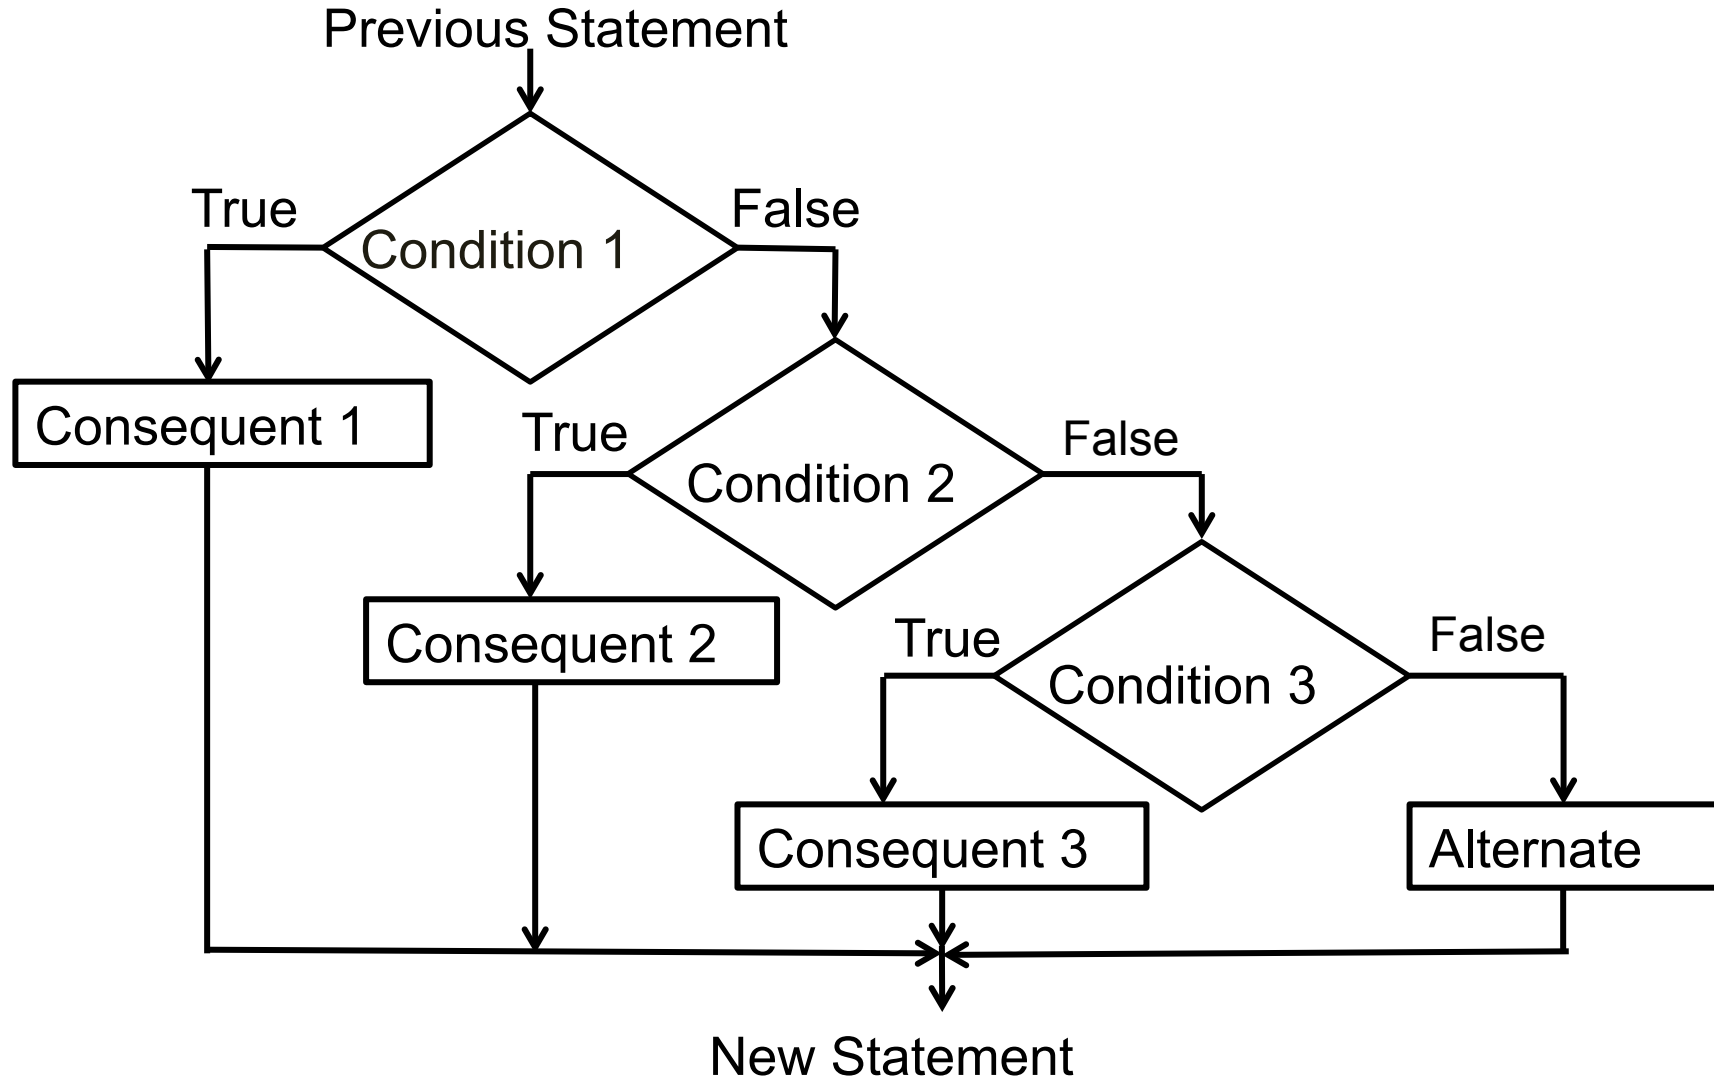 Previous Statement
True
False
Condition 1
Consequent 1
True
False
Condition 2
Consequent 2
True
False
Condition 3
Consequent 3
Alternate
New Statement